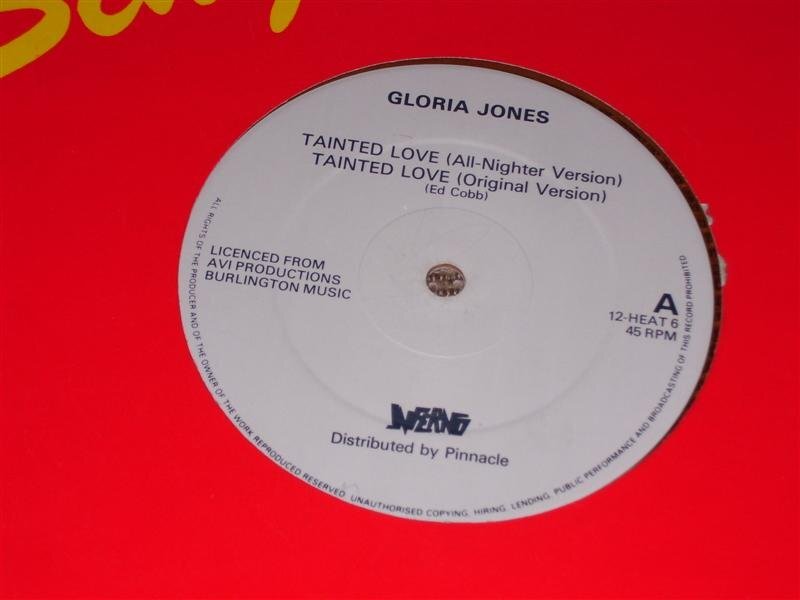 GLORIA JONES
TAINTED LOVE (All-Nighter Version)
TAINTED LOVE (Original Version)
(Ed Cobb)
LICENCED FROM
AVI PRODUCTIONS
BURLINGTON MUSIC
A
12-HEAT 6
45 RPM
INFERNO
Distributed by Pinnacle
ALL RIGHTS OF THE PRODUCER AND OF THE OWNER OF THE WORK REPRODUCED RESERVED. UNAUTHORISED COPYING, HIRING, LENDING, PUBLIC PERFORMANCE AND BROADCASTING OF THIS RECORD PROHIBITED